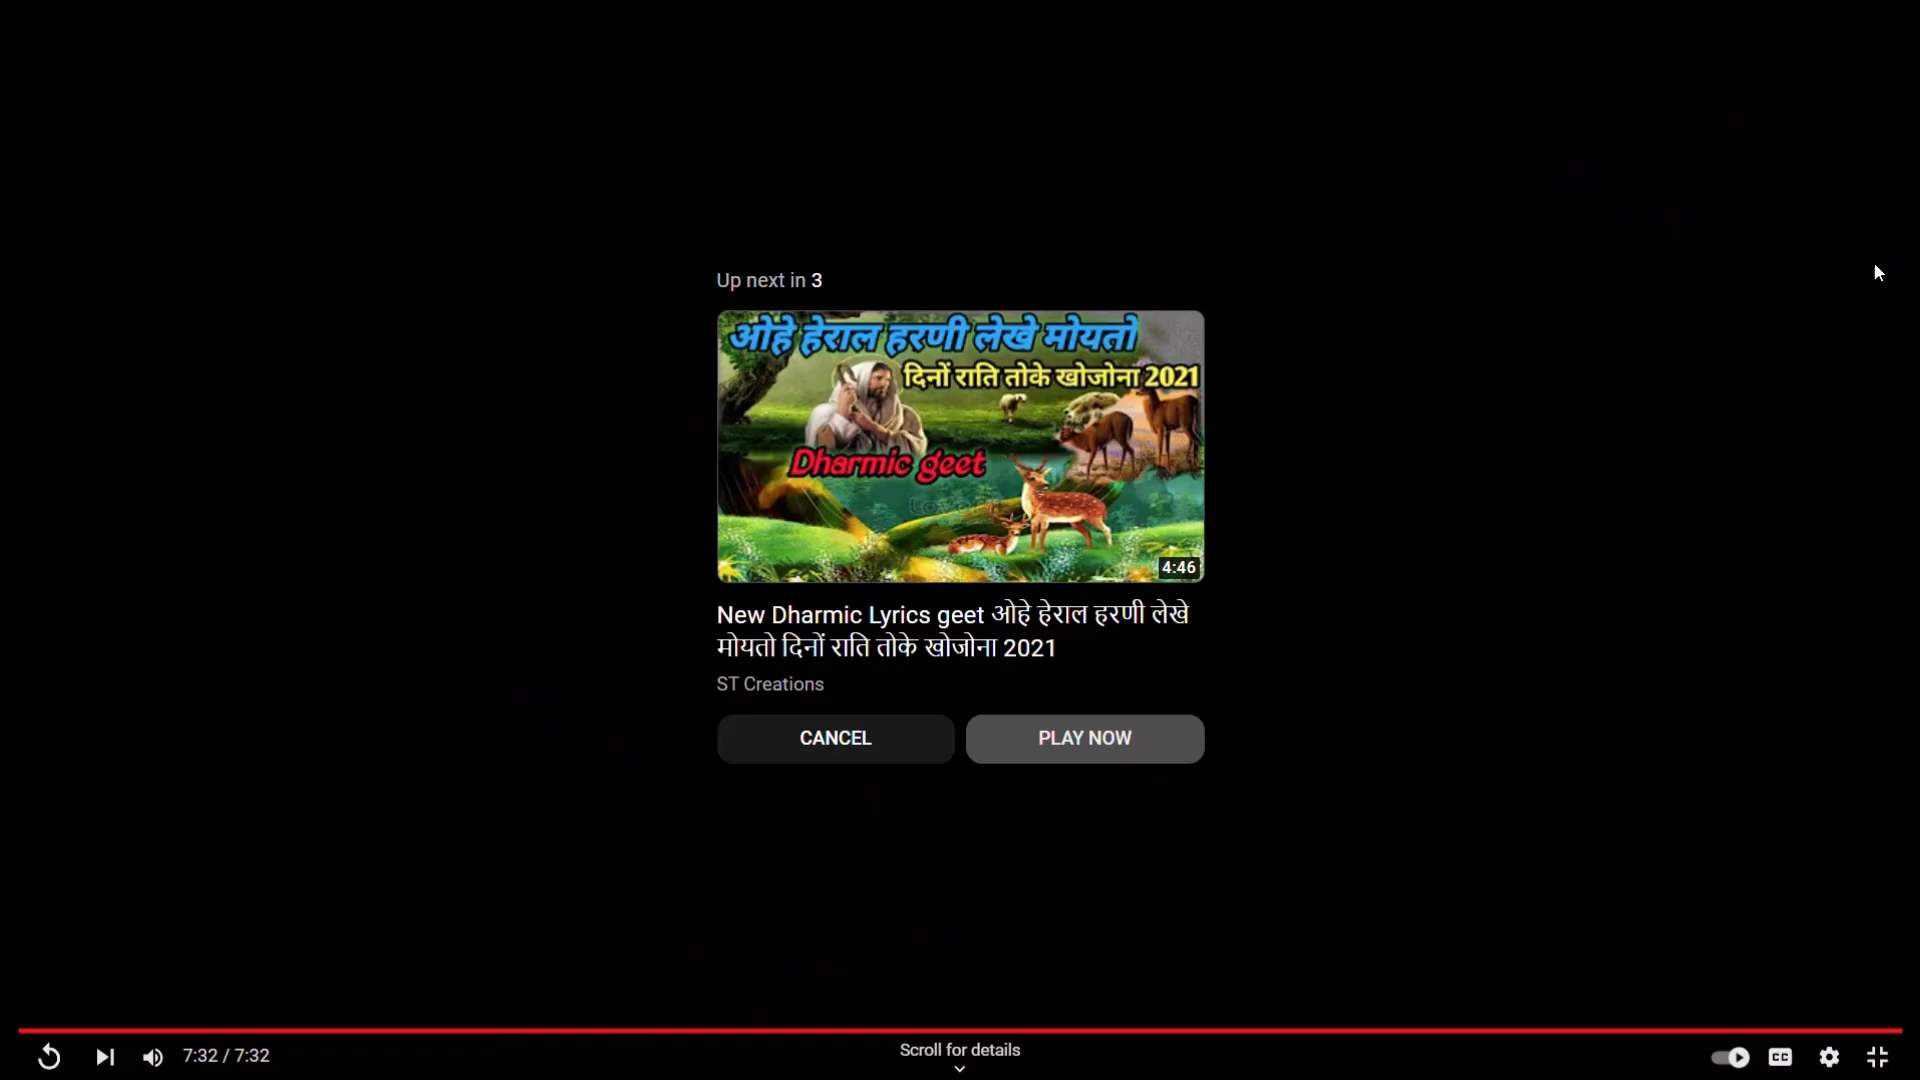 Up next in 3
ओहे हेराल हरणी लेखे मोयतो
दिनों राति तोके खोजोना 2021
Dharmic geet
4:46
New Dharmic Lyrics geet ओहे हेराल हरणी लेखे
मोयतो दिनों राति तोके खोजोना 2021
ST Creations
CANCEL
PLAY NOW
7:32 / 7:32
Scroll for details
CC